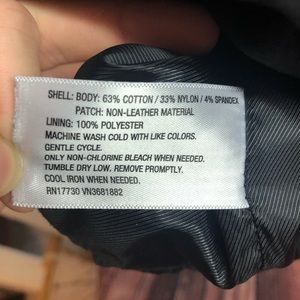 SHELL: BODY: 63% COTTON / 33% NYLON / 4% SPANDEX
PATCH: NON-LEATHER MATERIAL
LINING: 100% POLYESTER
MACHINE WASH COLD WITH LIKE COLORS.
GENTLE CYCLE.
ONLY NON-CHLORINE BLEACH WHEN NEEDED.
TUMBLE DRY LOW. REMOVE PROMPTLY.
COOL IRON WHEN NEEDED.
RN17730 VN3681882